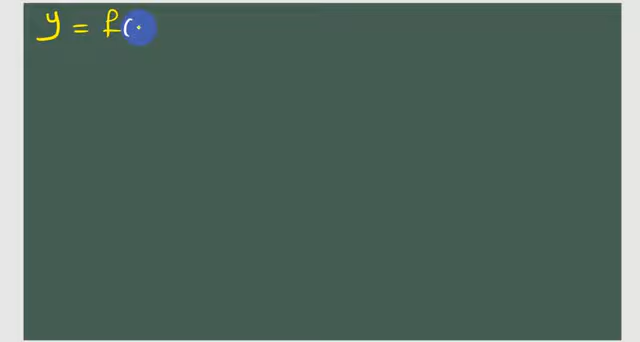 y = f(